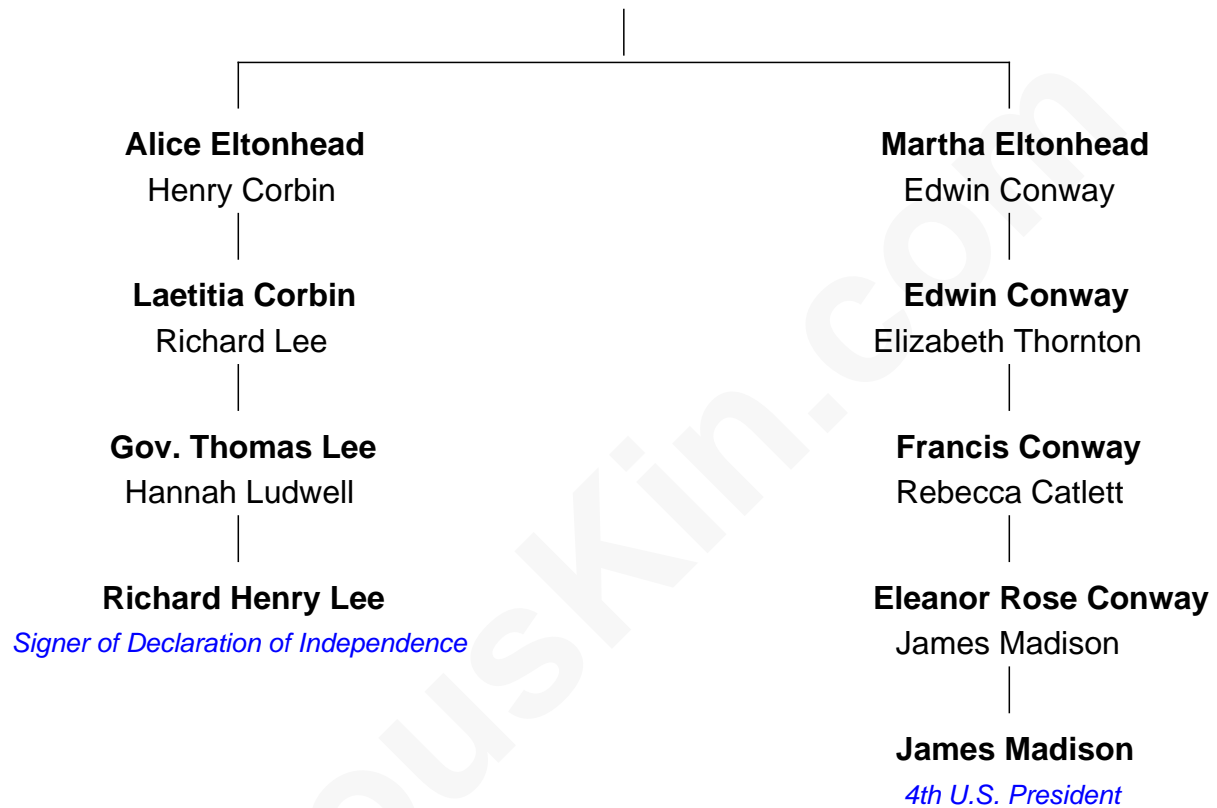 Alice Eltonhead
Henry Corbin
Laetitia Corbin
Richard Lee
Gov. Thomas Lee
Hannah Ludwell
Richard Henry Lee
Signer of Declaration of Independence
Martha Eltonhead
Edwin Conway
Edwin Conway
Elizabeth Thornton
Francis Conway
Rebecca Catlett
Eleanor Rose Conway
James Madison
James Madison
4th U.S. President
ousKin.com